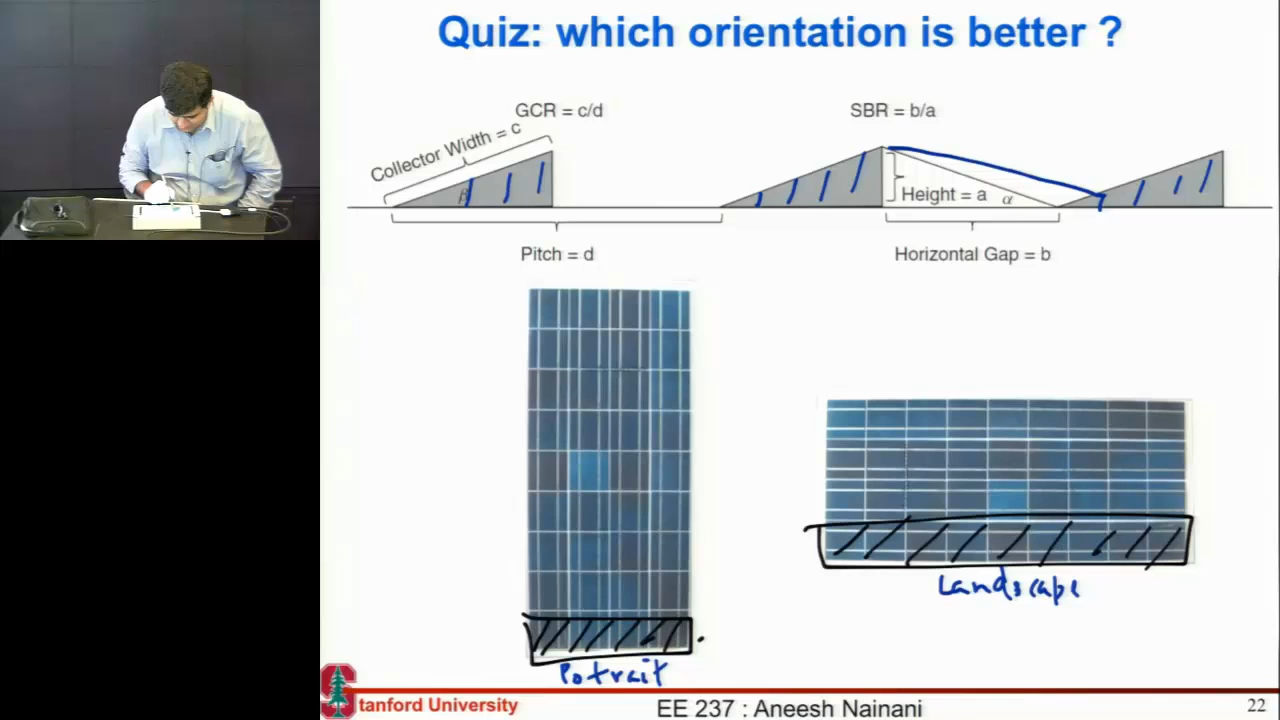 Quiz: which orientation is better ?
GCR = c/d
SBR = b/a
Collector Width = c
β
Height = a
α
Pitch = d
Horizontal Gap = b
Landscape
Potrait
Stanford University
EE 237 : Aneesh Nainani
22